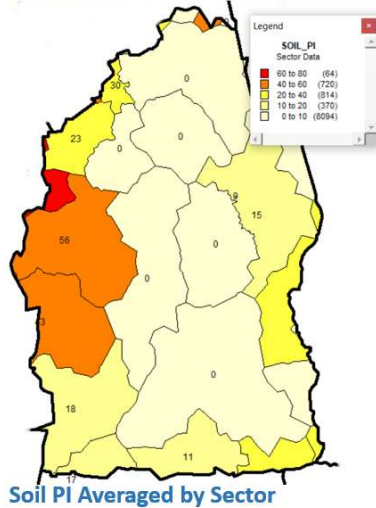 Legend
SOIL_PI
Sector Data
60 to 80 (64)
40 to 60 (720)
20 to 40 (814)
10 to 20 (370)
0 to 10 (8094)
0
30
23
0
0
9
15
56
0
0
3
0
18
11
17
Soil PI Averaged by Sector